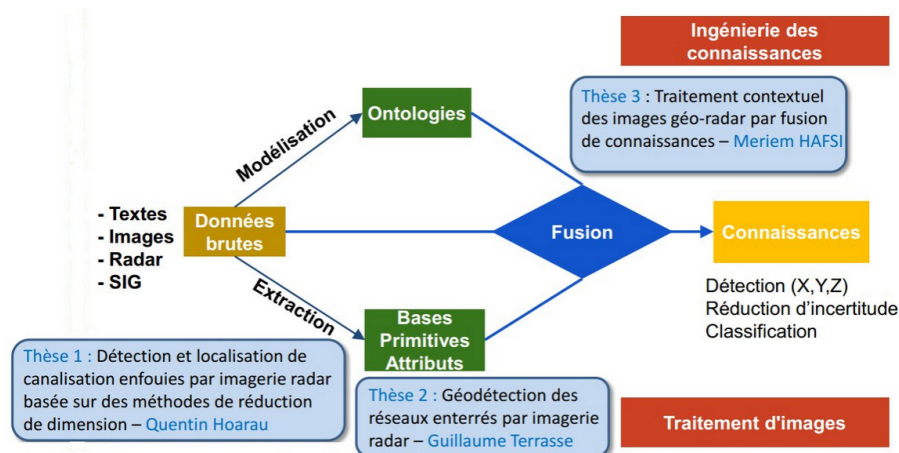 Ingénierie des
connaissances
Thèse 3 : Traitement contextuel
des images géo-radar par fusion
de connaissances – Meriem HAFSI
Ontologies
Modélisation
- Textes
- Images
- Radar
- SIG
Données
brutes
Fusion
Connaissances
Détection (X,Y,Z)
Réduction d'incertitude
Classification
Extraction
Bases
Primitives
Attributs
Thèse 1 : Détection et localisation de
canalisation enfouies par imagerie radar
basée sur des méthodes de réduction
de dimension – Quentin Hoarau
Thèse 2 : Géodétection des
réseaux enterrés par imagerie
radar – Guillaume Terrasse
Traitement d'images